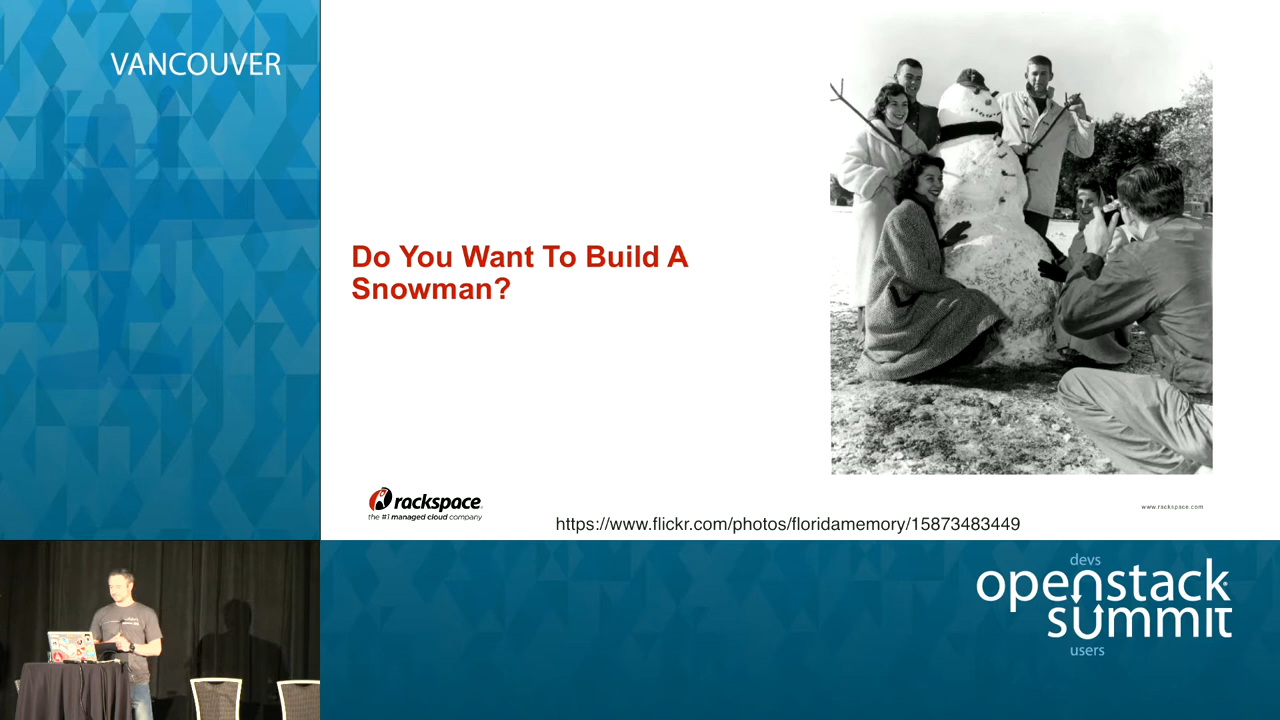 VANCOUVER
Do You Want To Build A
Snowman?
rackspace
the #1 managed cloud company
https://www.flickr.com/photos/floridamemory/15873483449
www.rackspace.com
devs
openstack
summit
users